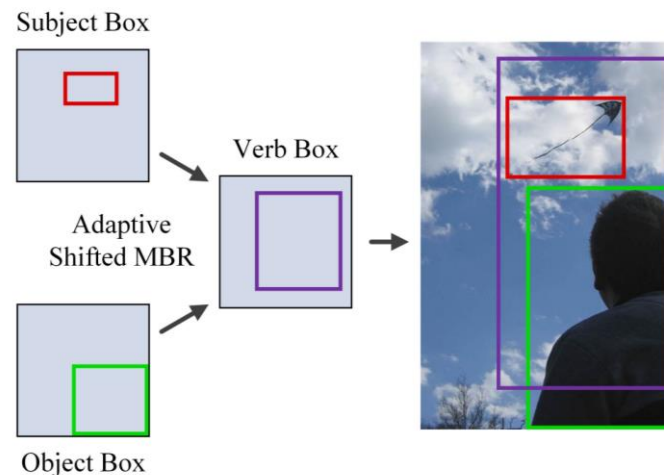 Subject Box
Verb Box
Adaptive
Shifted MBR
Object Box